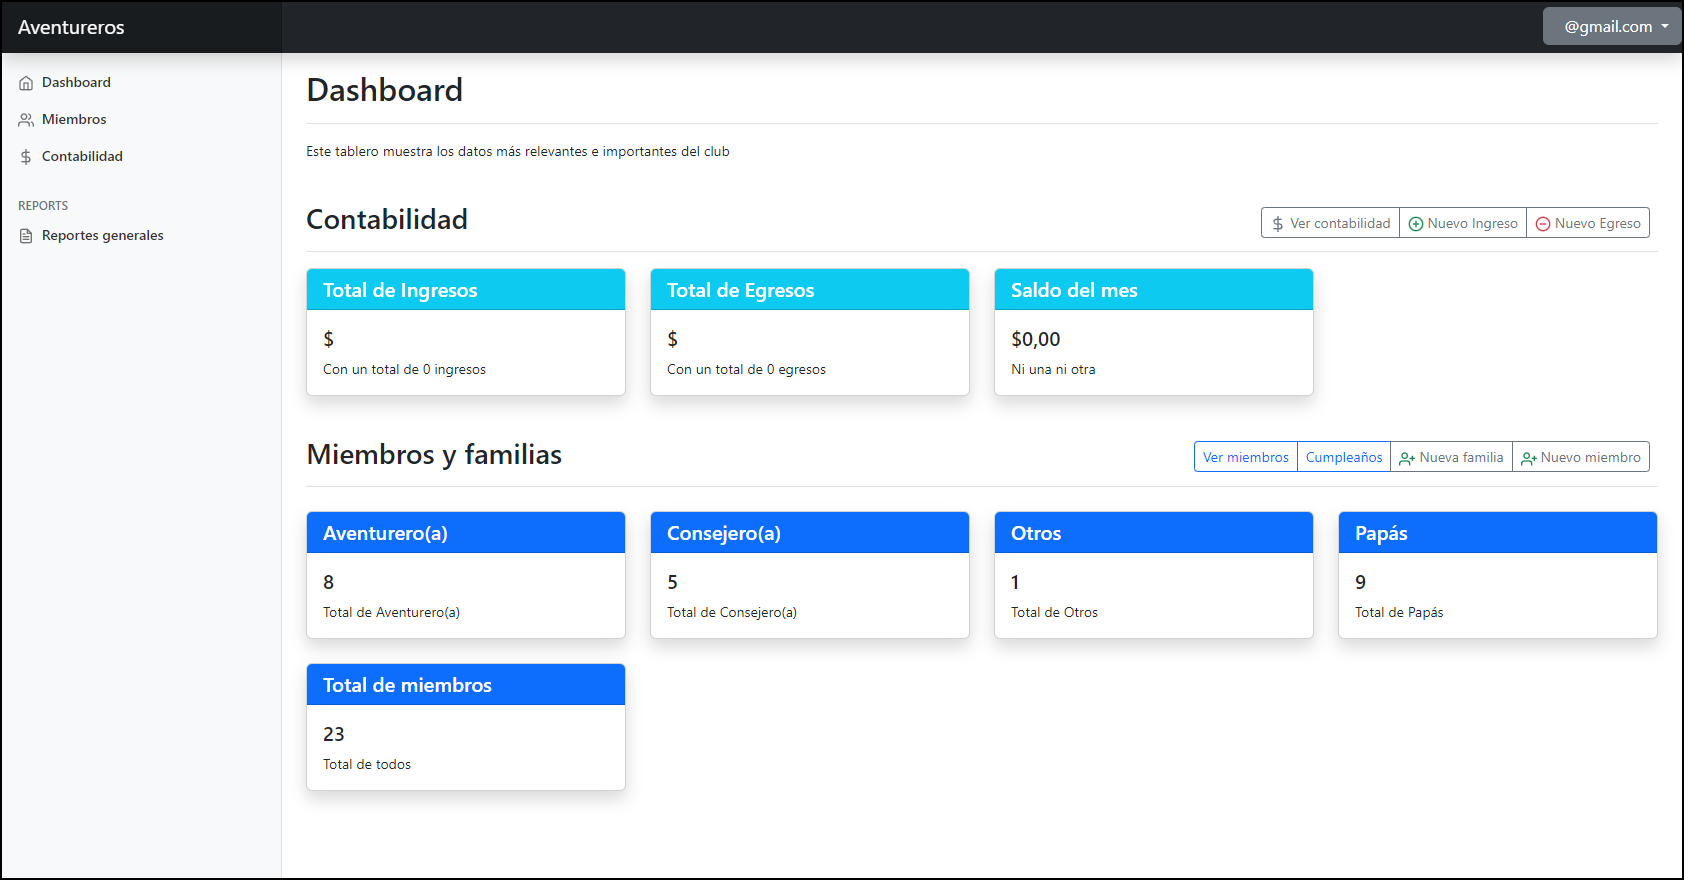 Aventureros
@gmail.com
Dashboard
Miembros
Contabilidad
REPORTS
Reportes generales
Dashboard
Este tablero muestra los datos más relevantes e importantes del club
Contabilidad
Ver contabilidad
Nuevo Ingreso
Nuevo Egreso
Total de Ingresos
$
Con un total de 0 ingresos
Total de Egresos
$
Con un total de 0 egresos
Saldo del mes
$0,00
Ni una ni otra
Miembros y familias
Ver miembros
Cumpleaños
Nueva familia
Nuevo miembro
Aventurero(a)
8
Total de Aventurero(a)
Consejero(a)
5
Total de Consejero(a)
Otros
1
Total de Otros
Papás
9
Total de Papás
Total de miembros
23
Total de todos